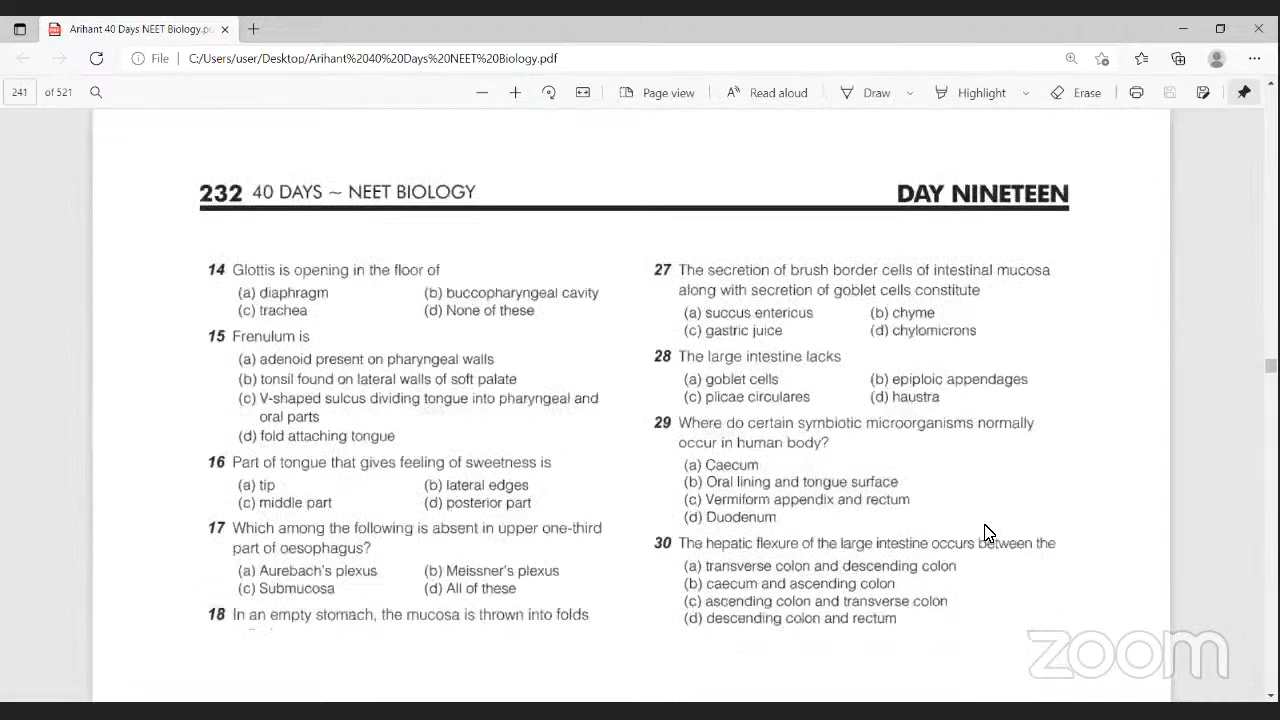 Arihant 40 Days NEET Biology.pd
File C:/Users/user/Desktop/Arihant%2040%20Days%20NEET%20Biology.pdf
241 of 521 Page view Read aloud Draw Highlight Erase
232 40 DAYS ~ NEET BIOLOGY DAY NINETEEN
14 Glottis is opening in the floor of
(a) diaphragm (b) buccopharyngeal cavity
(c) trachea (d) None of these
15 Frenulum is
(a) adenoid present on pharyngeal walls
(b) tonsil found on lateral walls of soft palate
(c) V-shaped sulcus dividing tongue into pharyngeal and
oral parts
(d) fold attaching tongue
16 Part of tongue that gives feeling of sweetness is
(a) tip (b) lateral edges
(c) middle part (d) posterior part
17 Which among the following is absent in upper one-third
part of oesophagus?
(a) Aurebach's plexus (b) Meissner's plexus
(c) Submucosa (d) All of these
18 In an empty stomach, the mucosa is thrown into folds
27 The secretion of brush border cells of intestinal mucosa
along with secretion of goblet cells constitute
(a) succus entericus (b) chyme
(c) gastric juice (d) chylomicrons
28 The large intestine lacks
(a) goblet cells (b) epiploic appendages
(c) plicae circulares (d) haustra
29 Where do certain symbiotic microorganisms normally
occur in human body?
(a) Caecum
(b) Oral lining and tongue surface
(c) Vermiform appendix and rectum
(d) Duodenum
30 The hepatic flexure of the large intestine occurs between the
(a) transverse colon and descending colon
(b) caecum and ascending colon
(c) ascending colon and transverse colon
(d) descending colon and rectum
zoom